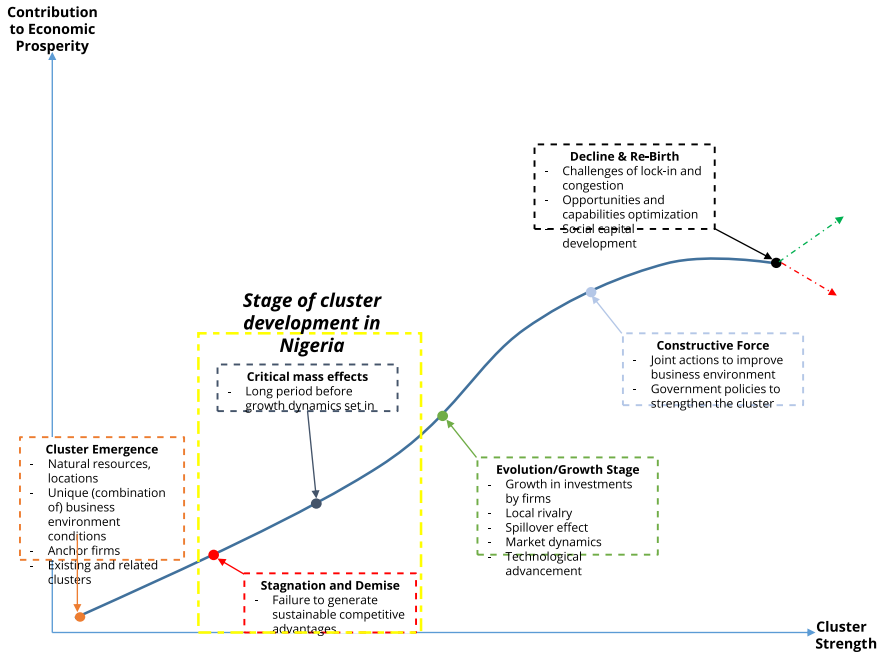 Contribution
to Economic
Prosperity
Decline & Re-Birth
- Challenges of lock-in and
congestion
- Opportunities and
capabilities optimization
- Social capital
development
Stage of cluster
development in
Nigeria
Constructive Force
- Joint actions to improve
business environment
- Government policies to
strengthen the cluster
Critical mass effects
- Long period before
growth dynamics set in
Cluster Emergence
- Natural resources,
locations
- Unique (combination
of) business
environment
conditions
- Anchor firms
- Existing and related
clusters
Evolution/Growth Stage
- Growth in investments
by firms
- Local rivalry
- Spillover effect
- Market dynamics
- Technological
advancement
Stagnation and Demise
- Failure to generate
sustainable competitive
advantages
Cluster
Strength